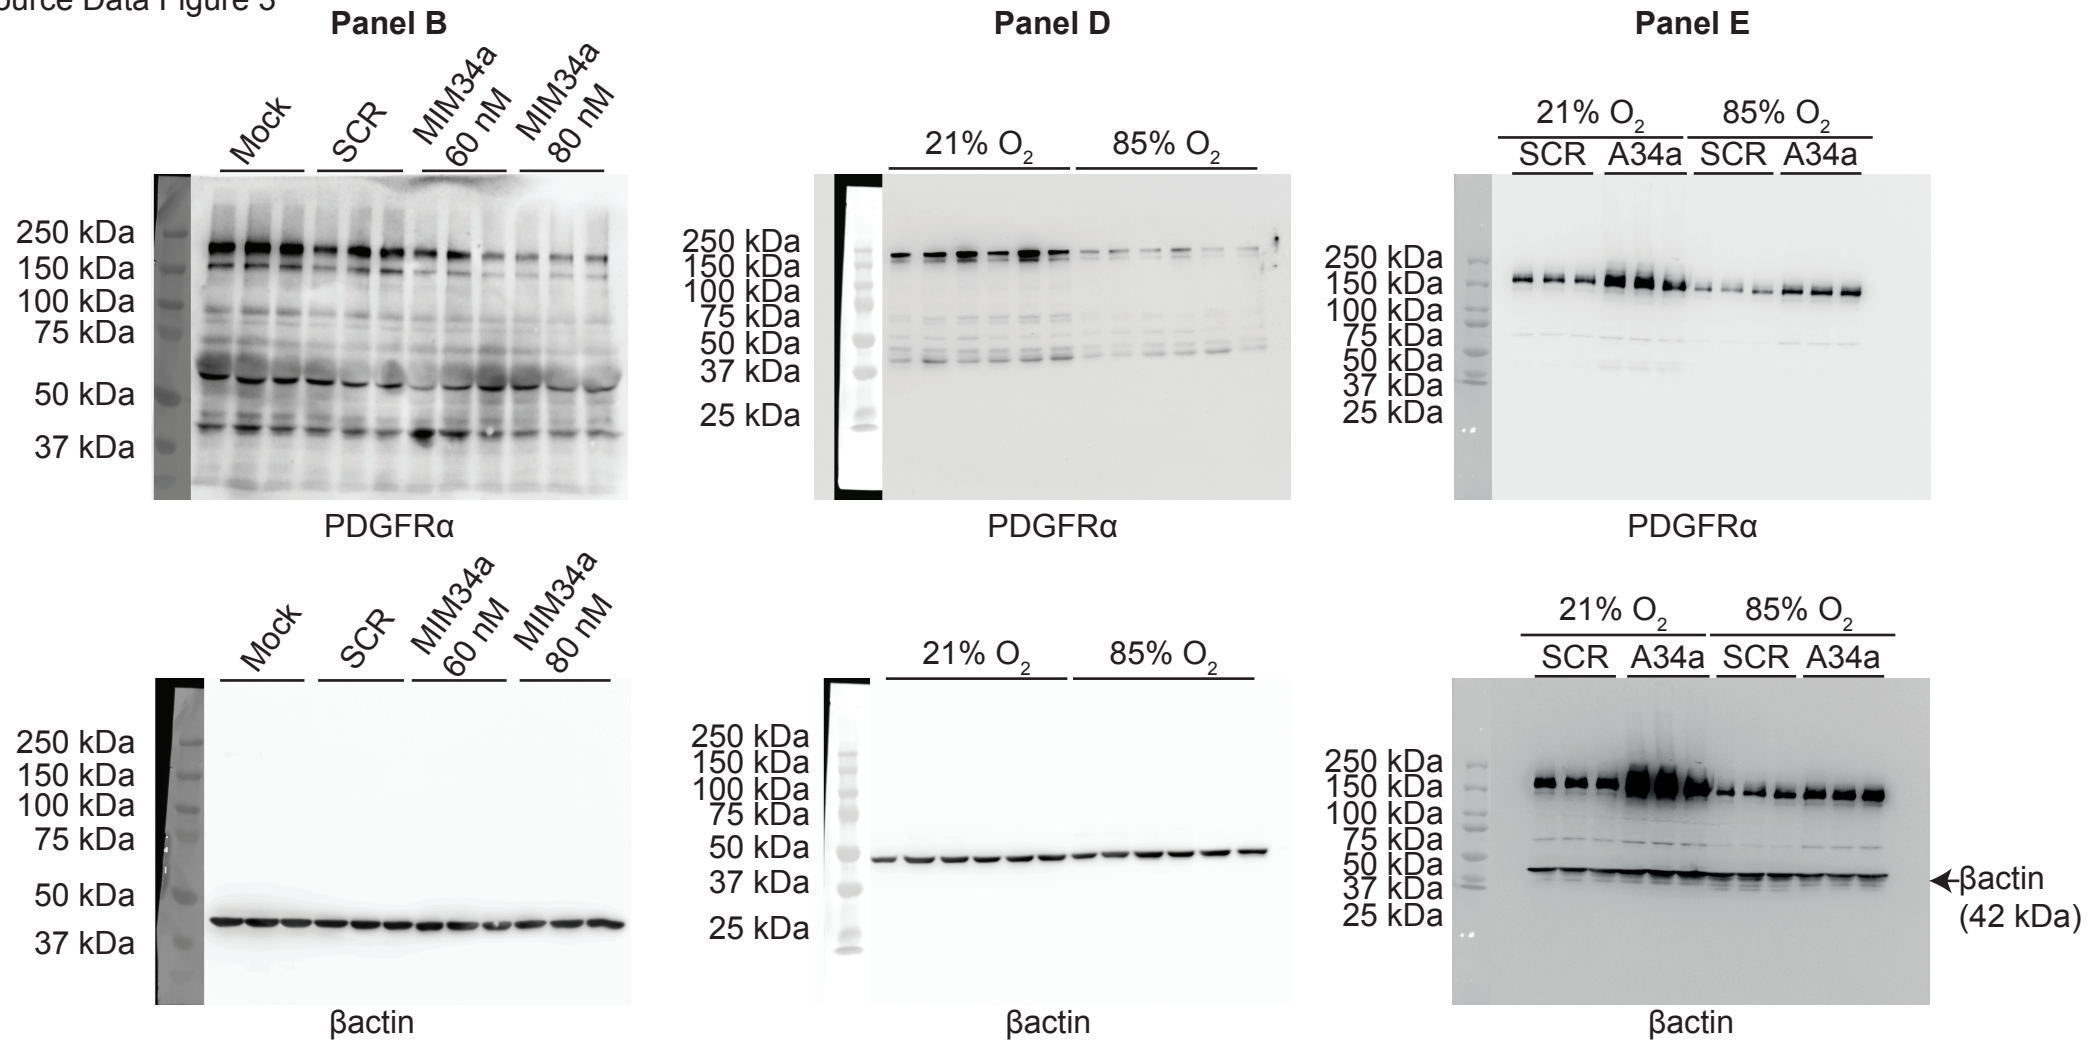 Data Figure
Panel B
Panel D
Panel E
Mock
SCR
MIM34a
60 nM
MIM34a
80 nM
250 kDa
150 kDa
100 kDa
75 kDa
50 kDa
37 kDa
PDGFRα
21% O2
85% O2
250 kDa
150 kDa
100 kDa
75 kDa
50 kDa
37 kDa
25 kDa
PDGFRα
21% O2
85% O2
SCR A34a SCR A34a
250 kDa
150 kDa
100 kDa
75 kDa
50 kDa
37 kDa
25 kDa
PDGFRα
Mock
SCR
MIM34a
60 nM
MIM34a
80 nM
250 kDa
150 kDa
100 kDa
75 kDa
50 kDa
37 kDa
βactin
21% O2
85% O2
250 kDa
150 kDa
100 kDa
75 kDa
50 kDa
37 kDa
25 kDa
βactin
21% O2
85% O2
SCR A34a SCR A34a
250 kDa
150 kDa
100 kDa
75 kDa
50 kDa
37 kDa
25 kDa
βactin
(42 kDa)
βactin